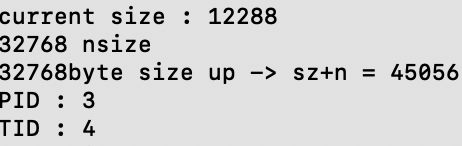 current size : 12288
32768 nsize
32768byte size up -> sz+n = 45056
PID : 3
TID : 4